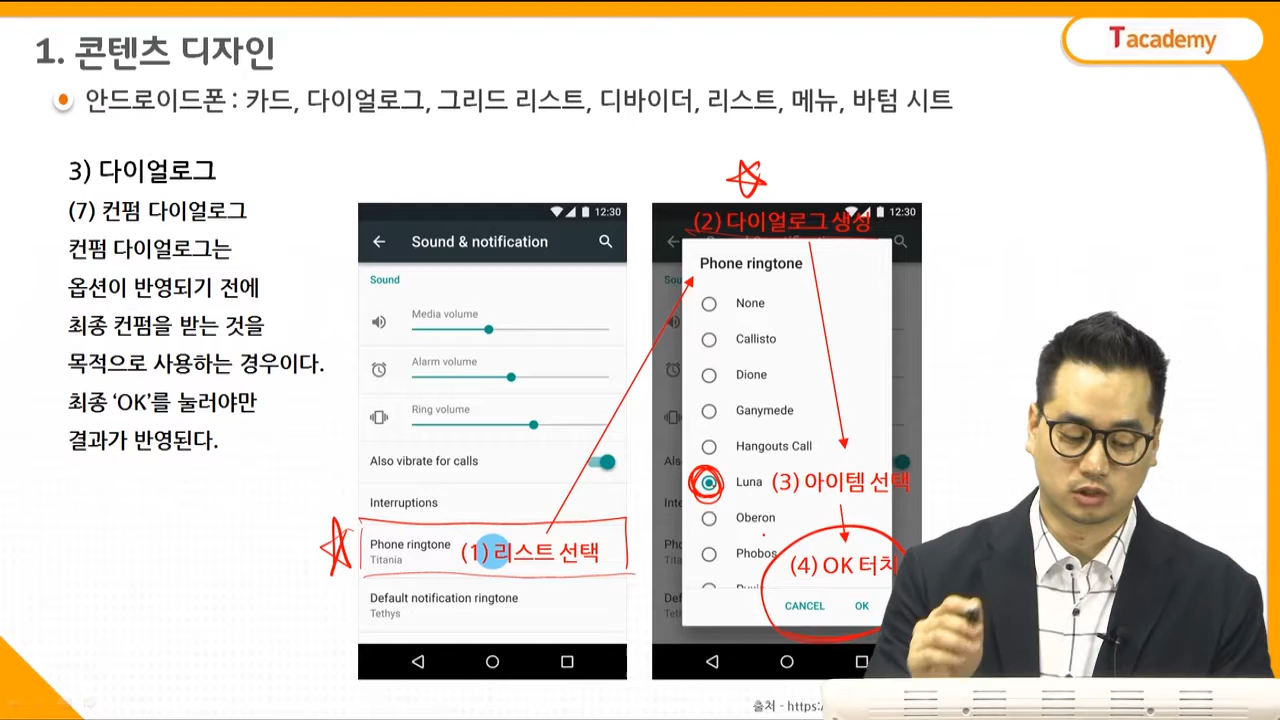 1. 콘텐츠 디자인
Tacademy
안드로이드폰 : 카드, 다이얼로그, 그리드 리스트, 디바이더, 리스트, 메뉴, 바텀 시트
3) 다이얼로그
(7) 컨펌 다이얼로그
컨펌 다이얼로그는
옵션이 반영되기 전에
최종 컨펌을 받는 것을
목적으로 사용하는 경우이다.
최종 ‘OK’를 눌러야만
결과가 반영된다.
12:30
Sound & notification
Sound
Media volume
Alarm volume
Ring volume
Also vibrate for calls
Interruptions
Phone ringtone
Titania
(1) 리스트 선택
Default notification ringtone
Tethys
12:30
(2) 다이얼로그 생성
Phone ringtone
None
Callisto
Dione
Ganymede
Hangouts Call
Luna
(3) 아이템 선택
Oberon
Phobos
(4) OK 터치
CANCEL
OK
출처 - https:/